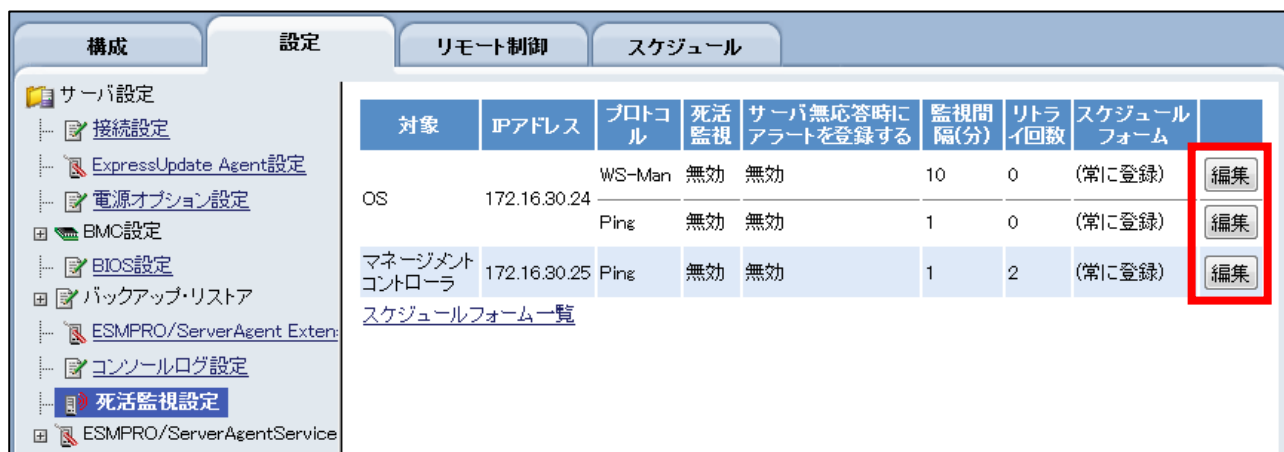 構成 設定 リモート制御 スケジュール
サーバ設定
接続設定
ExpressUpdate Agent設定
電源オプション設定
BMC設定
BIOS設定
バックアップ・リストア
ESMPRO/ServerAgent Exten
コンソールログ設定
死活監視設定
ESMPRO/ServerAgentService
対象 IPアドレス プロトコ 死活 サーバ無応答時に 監視間 リトラ スケジュール
ル 監視 アラートを登録する 隔(分) イ回数 フォーム
WS-Man 無効 無効 10 0 (常に登録) 編集
OS 172.16.30.24
Ping 無効 無効 1 0 (常に登録) 編集
マネージメント
コントローラ 172.16.30.25 Ping 無効 無効 1 2 (常に登録) 編集
スケジュールフォーム一覧